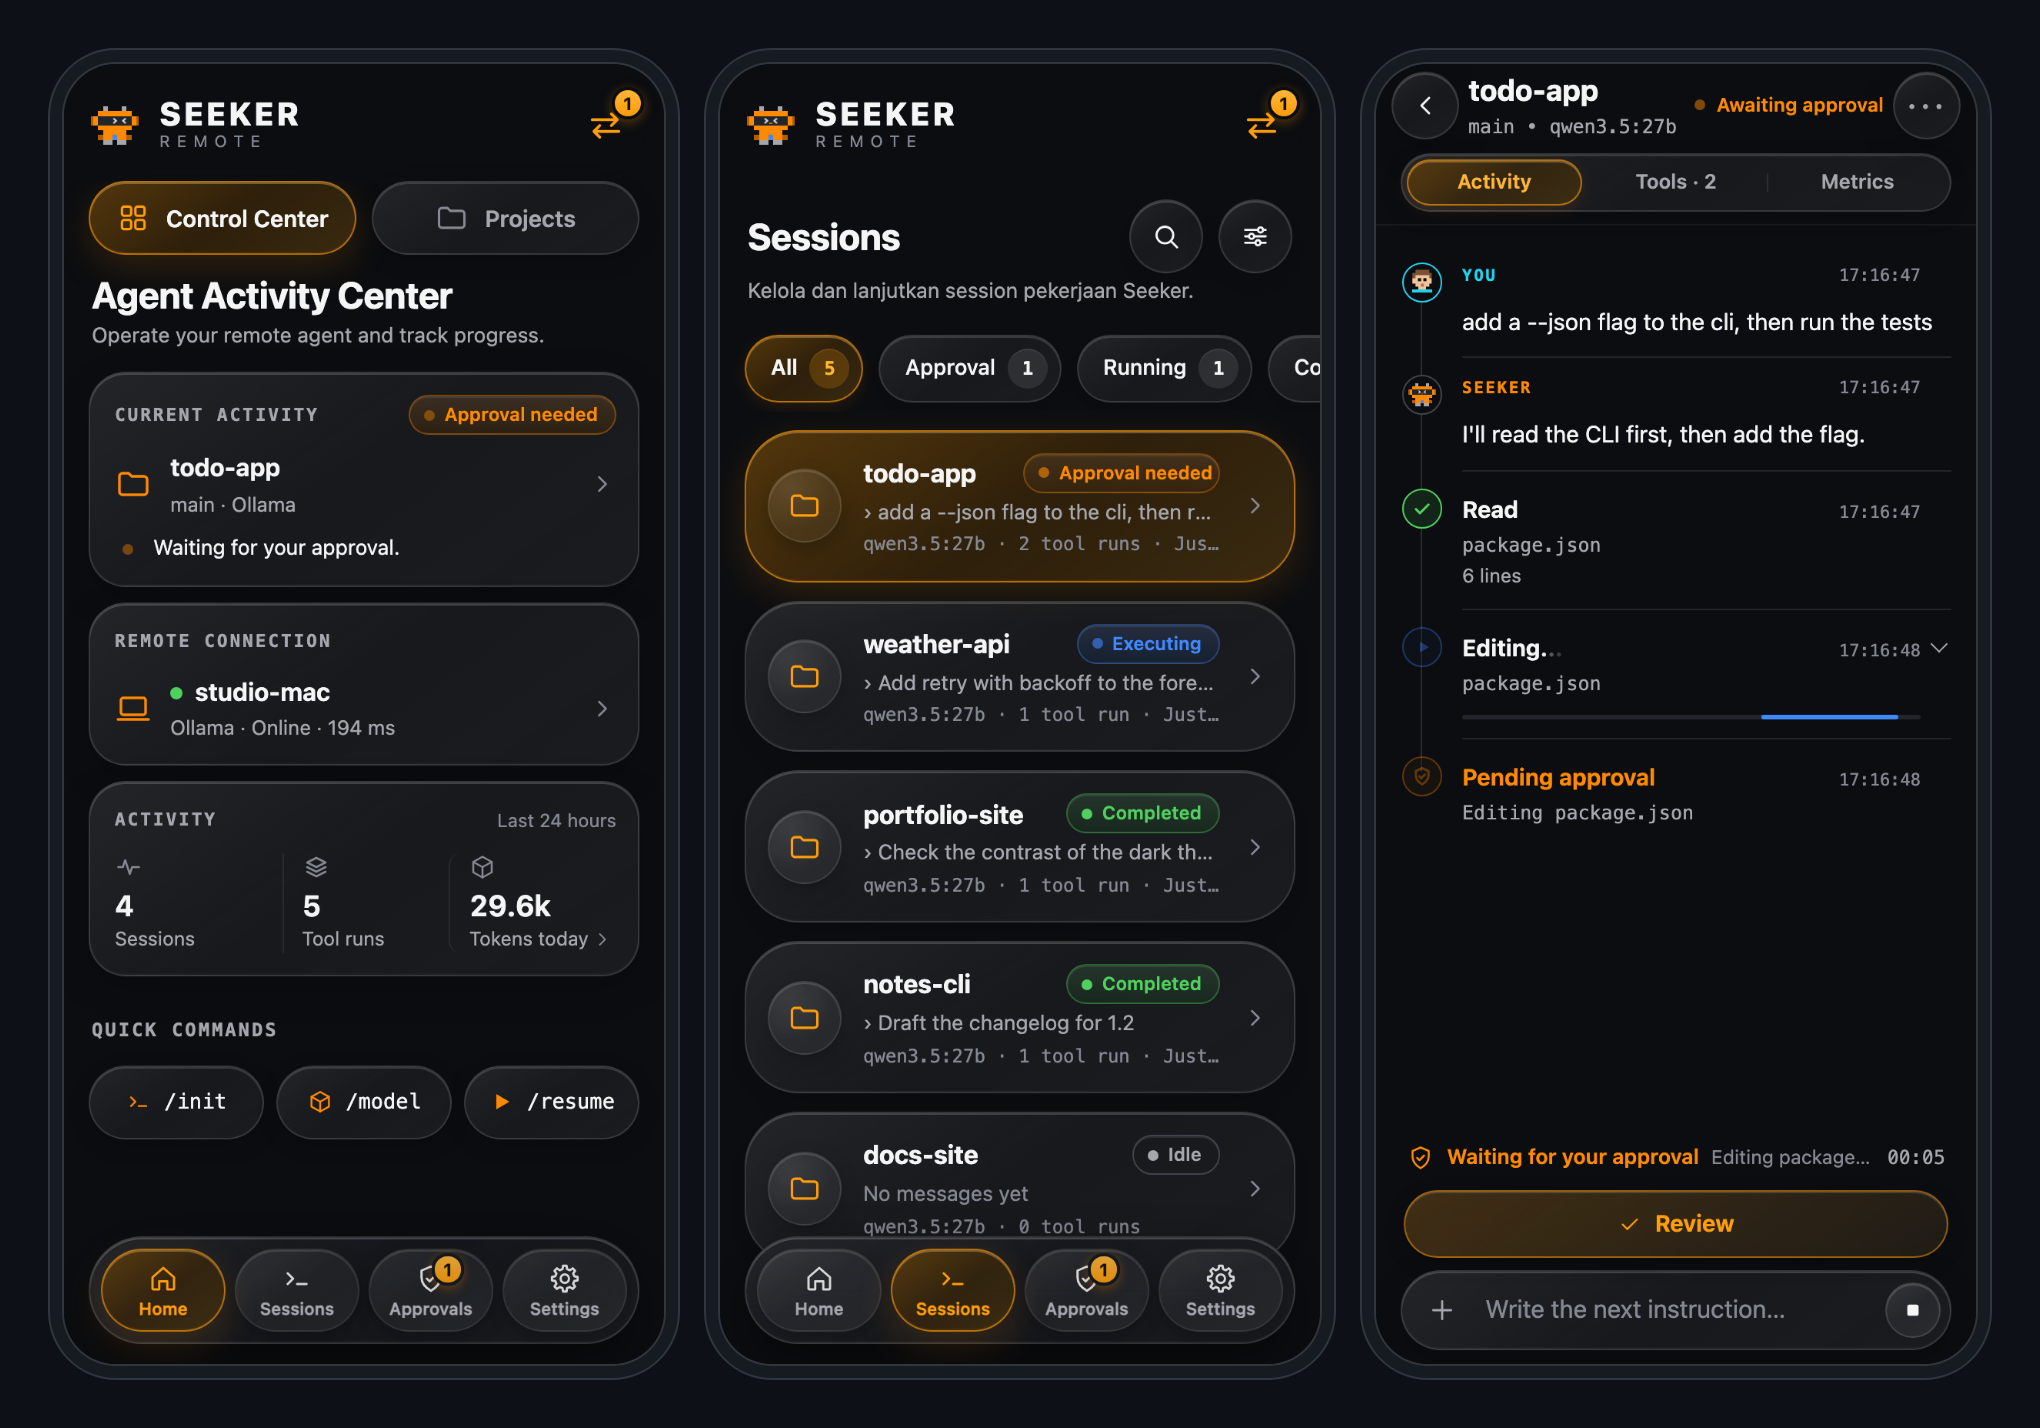 SEEKER
REMOTE
1
Control Center
Projects
Agent Activity Center
Operate your remote agent and track progress.
CURRENT ACTIVITY
Approval needed
todo-app
main · Ollama
Waiting for your approval.
REMOTE CONNECTION
studio-mac
Ollama · Online · 194 ms
ACTIVITY
Last 24 hours
4
Sessions
5
Tool runs
29.6k
Tokens today
QUICK COMMANDS
/init
/model
/resume
Home
Sessions
1
Approvals
Settings
SEEKER
REMOTE
1
Sessions
Kelola dan lanjutkan session pekerjaan Seeker.
All 5
Approval 1
Running 1
Co
todo-app
Approval needed
› add a --json flag to the cli, then r...
qwen3.5:27b · 2 tool runs · Jus…
weather-api
Executing
› Add retry with backoff to the fore...
qwen3.5:27b · 1 tool run · Just…
portfolio-site
Completed
› Check the contrast of the dark th...
qwen3.5:27b · 1 tool run · Just…
notes-cli
Completed
› Draft the changelog for 1.2
qwen3.5:27b · 1 tool run · Just…
docs-site
Idle
No messages yet
qwen3.5:27b · 0 tool runs
Home
Sessions
1
Approvals
Settings
todo-app
main • qwen3.5:27b
Awaiting approval
Activity
Tools · 2
Metrics
YOU
17:16:47
add a --json flag to the cli, then run the tests
SEEKER
17:16:47
I'll read the CLI first, then add the flag.
Read
17:16:47
package.json
6 lines
Editing...
17:16:48
package.json
Pending approval
17:16:48
Editing package.json
Waiting for your approval
Editing package...
00:05
Review
Write the next instruction...